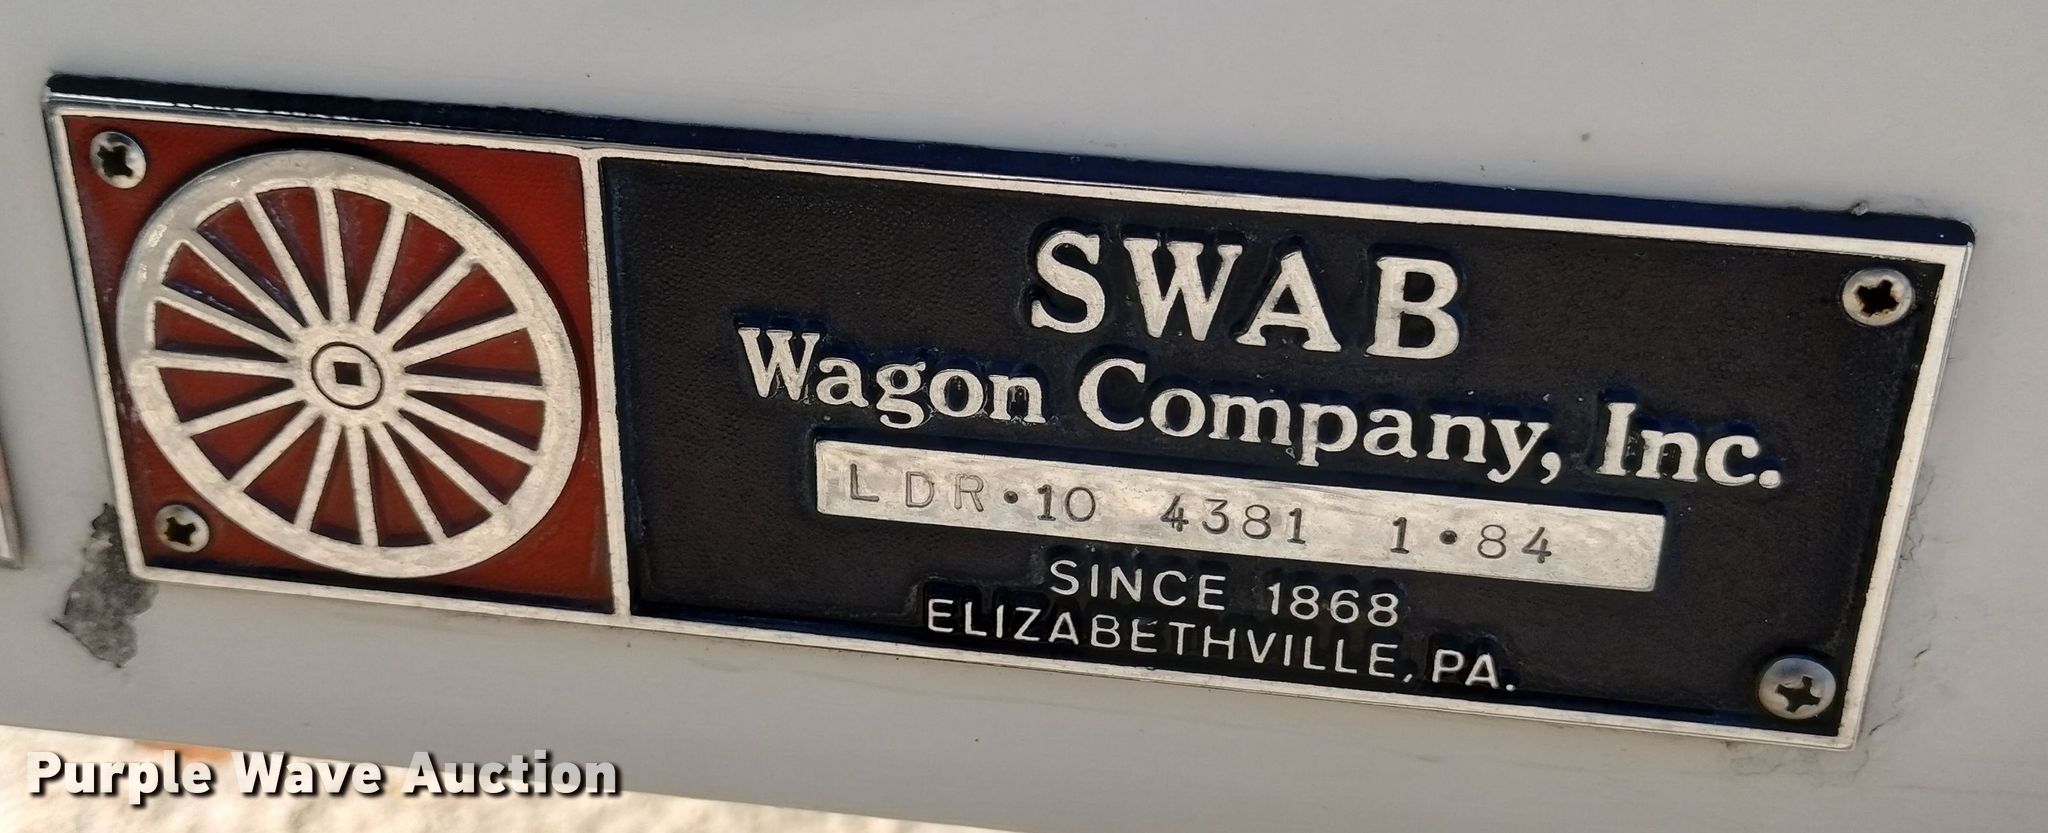 SWAB
Wagon Company, Inc.
LDR•10 4381 1•84
SINCE 1868
ELIZABETHVILLE, PA.
Purple Wave Auction